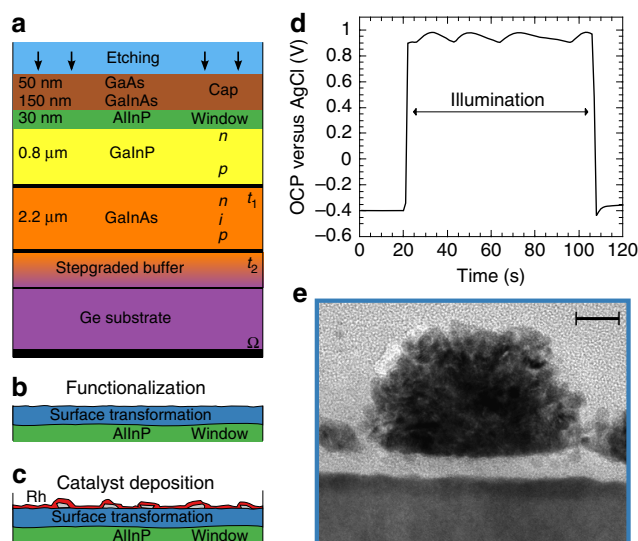 a
Etching
50 nm GaAs
150 nm GaInAs
Cap
30 nm AlInP Window
n
0.8 µm GaInP
p
t1
n
2.2 µm GaInAs
i
p
Stepgraded buffer t2
Ge substrate
Ω
b
Functionalization
Surface transformation
AlInP Window
c
Catalyst deposition
Rh
Surface transformation
AlInP Window
d
OCP versus AgCl (V)
1
0.8
0.6
0.4
0.2
0
−0.2
−0.4
−0.6
Illumination
0 20 40 60 80 100 120
Time (s)
e